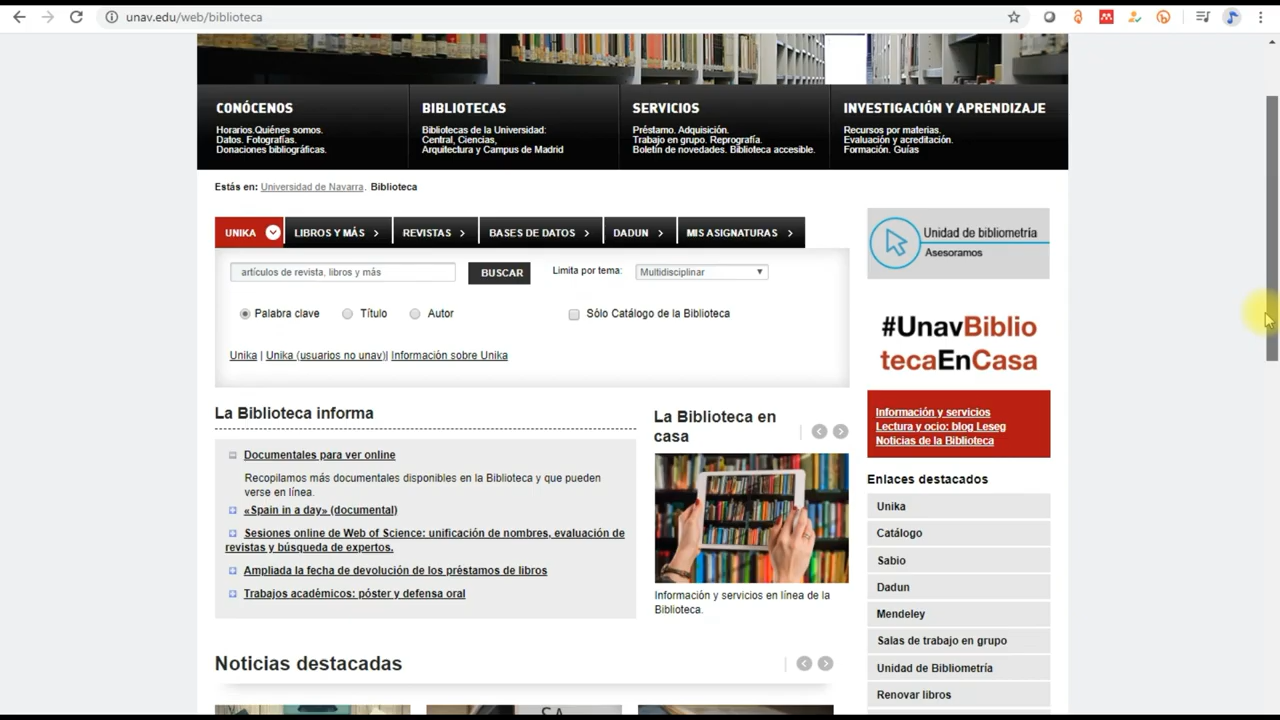 unav.edu/web/biblioteca
CONÓCENOS
Horarios.Quiénes somos.
Datos. Fotografías.
Donaciones bibliográficas.
BIBLIOTECAS
Bibliotecas de la Universidad:
Central, Ciencias,
Arquitectura y Campus de Madrid
SERVICIOS
Préstamo. Adquisición.
Trabajo en grupo. Reprografía.
Boletín de novedades. Biblioteca accesible.
INVESTIGACIÓN Y APRENDIZAJE
Recursos por materias.
Evaluación y acreditación.
Formación. Guías
Estás en: Universidad de Navarra. Biblioteca
UNIKA
LIBROS Y MÁS
REVISTAS
BASES DE DATOS
DADUN
MIS ASIGNATURAS
artículos de revista, libros y más
BUSCAR
Limita por tema:
Multidisciplinar
Palabra clave
Título
Autor
Sólo Catálogo de la Biblioteca
Unika | Unika (usuarios no unav)| Información sobre Unika
La Biblioteca informa
Documentales para ver online
Recopilamos más documentales disponibles en la Biblioteca y que pueden
verse en línea.
«Spain in a day» (documental)
Sesiones online de Web of Science: unificación de nombres, evaluación de
revistas y búsqueda de expertos.
Ampliada la fecha de devolución de los préstamos de libros
Trabajos académicos: póster y defensa oral
La Biblioteca en
casa
Información y servicios en línea de la
Biblioteca.
Noticias destacadas
Unidad de bibliometría
Asesoramos
#UnavBiblio
tecaEnCasa
Información y servicios
Lectura y ocio: blog Leseg
Noticias de la Biblioteca
Enlaces destacados
Unika
Catálogo
Sabio
Dadun
Mendeley
Salas de trabajo en grupo
Unidad de Bibliometría
Renovar libros